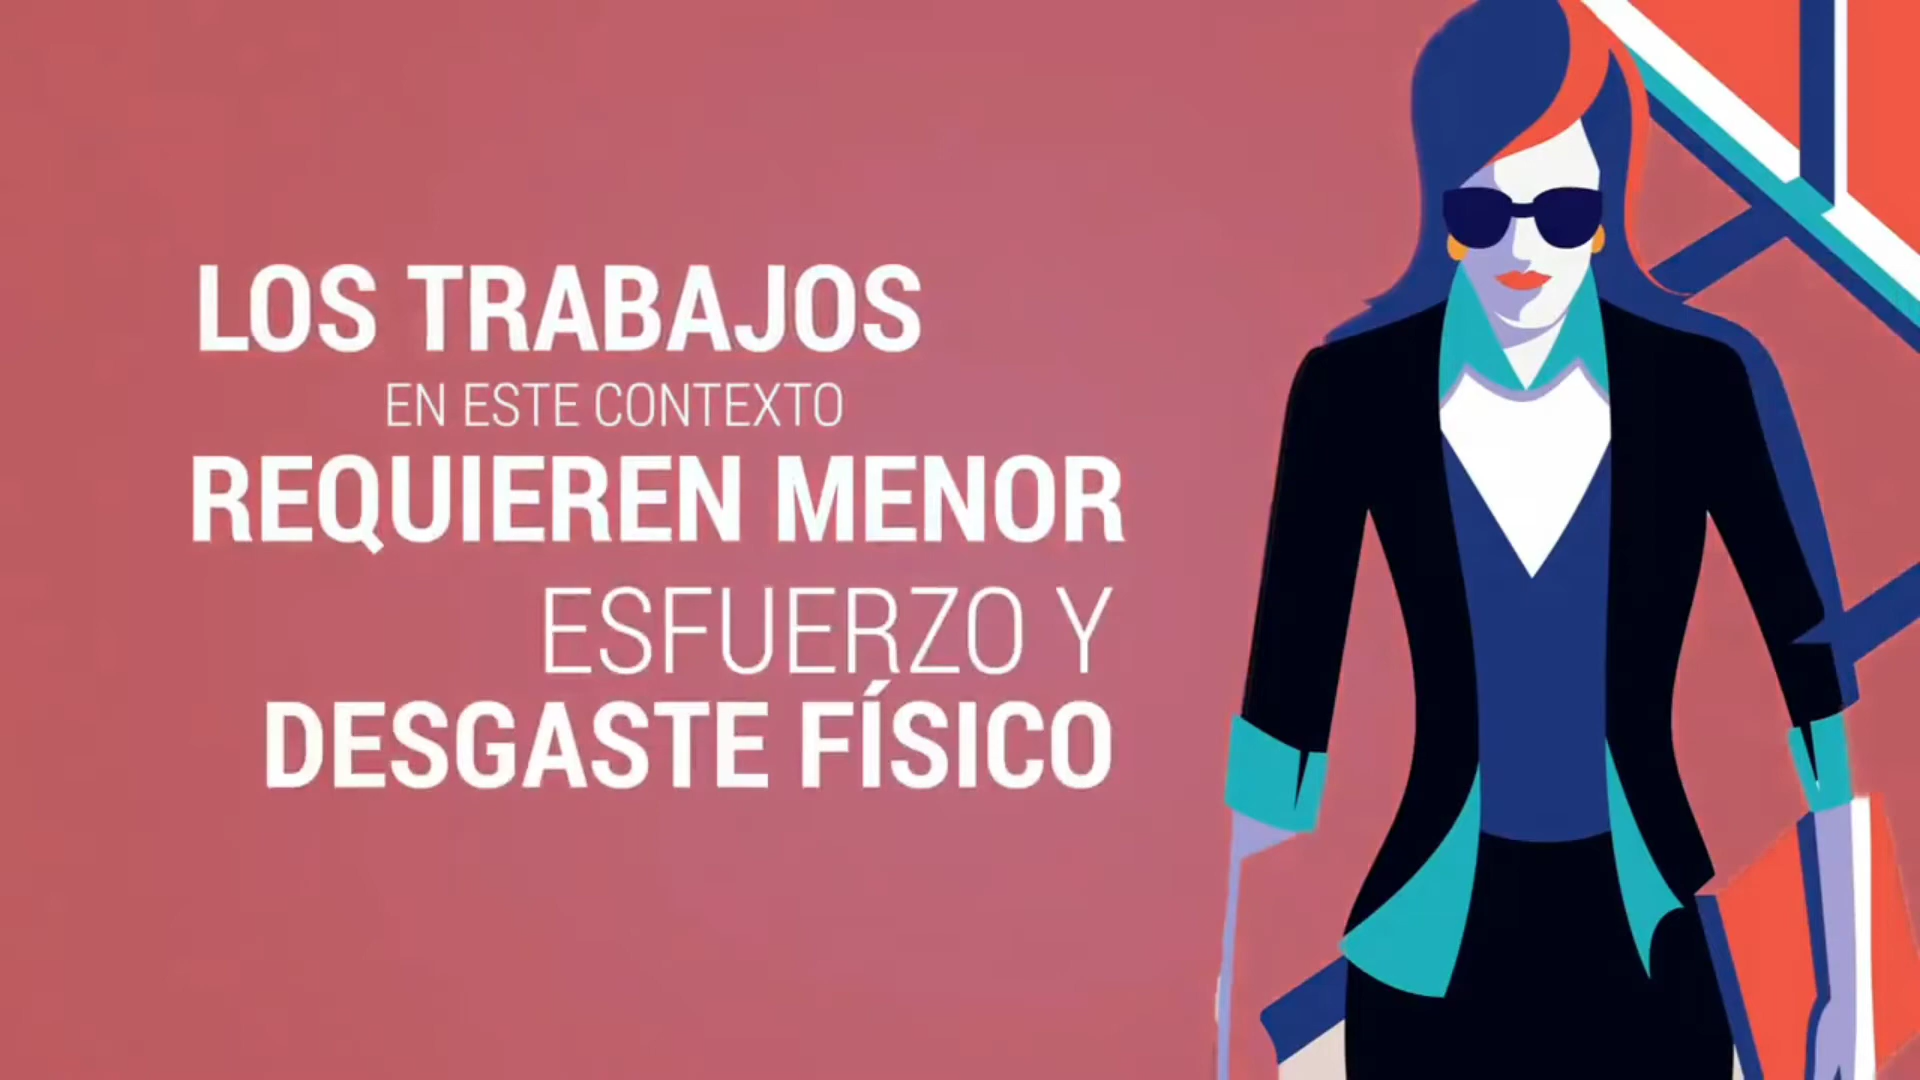 LOS TRABAJOS
EN ESTE CONTEXTO
REQUIEREN MENOR
ESFUERZO Y
DESGASTE FÍSICO